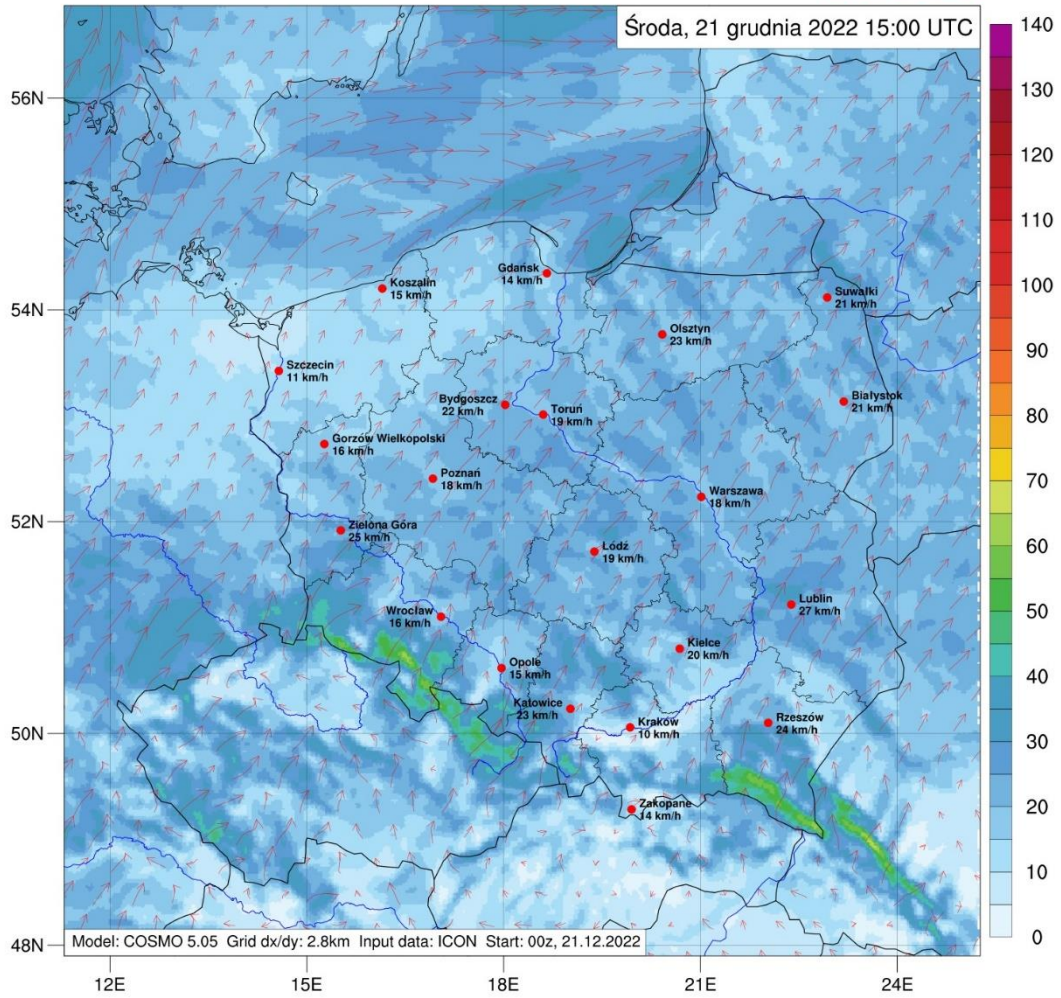 Środa, 21 grudnia 2022 15:00 UTC
140
130
120
110
100
90
80
70
60
50
40
30
20
10
0
56N
54N
52N
50N
48N
Gdańsk
14 km/h
Koszalin
15 km/h
Suwałki
21 km/h
Olsztyn
23 km/h
Szczecin
11 km/h
Bydgoszcz
22 km/h
Toruń
19 km/h
Białystok
21 km/h
Gorzów Wielkopolski
16 km/h
Poznań
18 km/h
Warszawa
18 km/h
Zielona Góra
25 km/h
Łódź
19 km/h
Wrocław
16 km/h
Lublin
27 km/h
Kielce
20 km/h
Opole
15 km/h
Katowice
23 km/h
Kraków
10 km/h
Rzeszów
24 km/h
Zakopane
14 km/h
Model: COSMO 5.05 Grid dx/dy: 2.8km Input data: ICON Start: 00z, 21.12.2022
12E
15E
18E
21E
24E